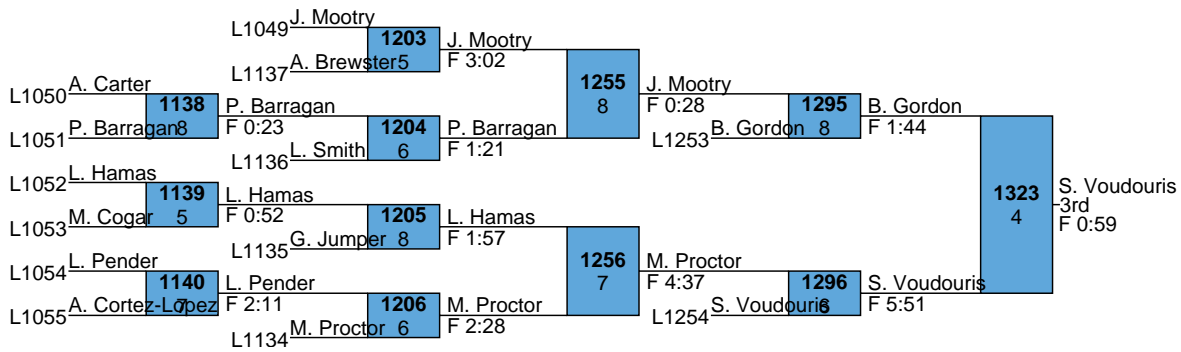 L1049 J. Mootry
1203
5
J. Mootry
F 3:02
L1137 A. Brewster
1255
8
J. Mootry
F 0:28
L1050 A. Carter
1138
8
P. Barragan
F 0:23
L1051 P. Barragan
1204
6
P. Barragan
F 1:21
L1136 L. Smith
1295
8
B. Gordon
F 1:44
L1253 B. Gordon
L1052 L. Hamas
1139
5
L. Hamas
F 0:52
L1053 M. Cogar
1205
8
L. Hamas
F 1:57
L1135 G. Jumper
1323
4
S. Voudouris
3rd
F 0:59
1256
7
M. Proctor
F 4:37
L1054 L. Pender
1140
7
L. Pender
F 2:11
L1055 A. Cortez-Lopez
1206
6
M. Proctor
F 2:28
L1134 M. Proctor
1296
6
S. Voudouris
F 5:51
L1254 S. Voudouris